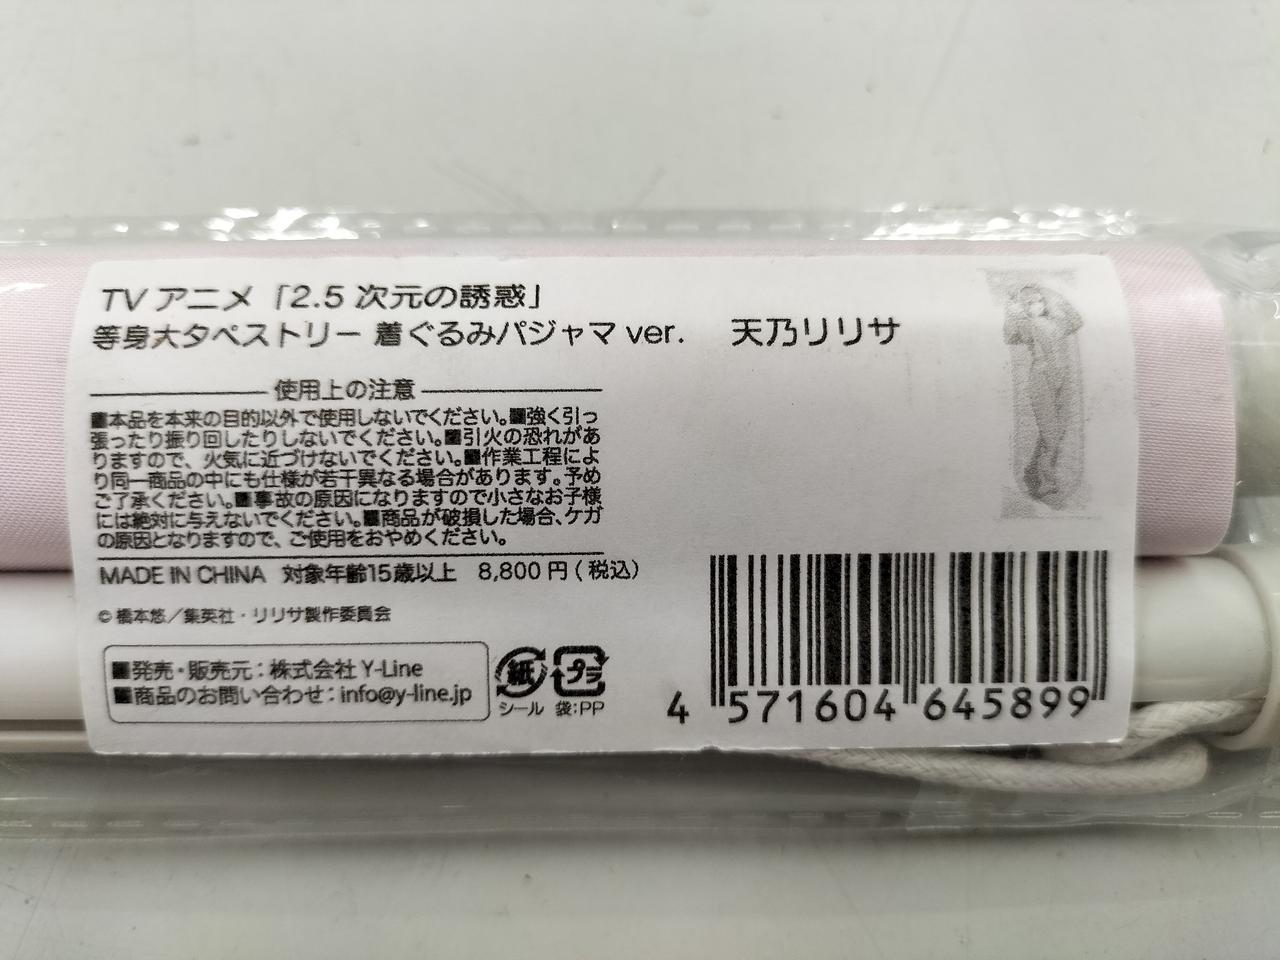 TV アニメ「2.5 次元の誘惑」
等身大タペストリー 着ぐるみパジャマ ver. 天乃リリサ
使用上の注意
■本品を本来の目的以外で使用しないでください。■強く引っ
張ったり振り回したりしないでください。■引火の恐れがあ
りますので、火気に近づけないでください。■作業工程によ
り同一商品の中にも仕様が若干異なる場合があります。予め
ご了承ください。■事故の原因になりますので小さなお子様
には絶対に与えないでください。■商品が破損した場合、ケガ
の原因となりますので、ご使用をおやめください。
MADE IN CHINA 対象年齢15歳以上 8,800 円 ( 税込)
© 橋本悠／集英社・リリサ製作委員会
■発売・販売元：株式会社 Y-Line
■商品のお問い合わせ：info@y-line.jp
紙 プラ
シール 袋:PP
4 571604 645899